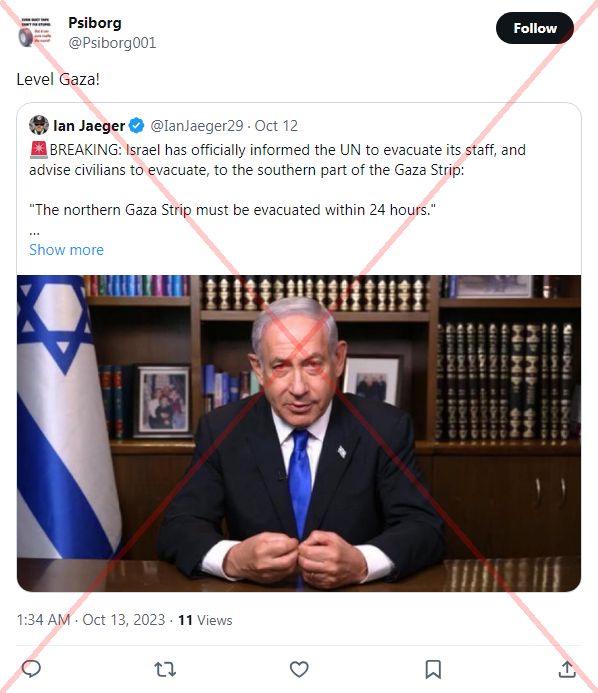 Psiborg
@Psiborg001
Follow
Level Gaza!
Ian Jaeger @IanJaeger29 · Oct 12
🚨BREAKING: Israel has officially informed the UN to evacuate its staff, and
advise civilians to evacuate, to the southern part of the Gaza Strip:
"The northern Gaza Strip must be evacuated within 24 hours."
...
Show more
1:34 AM · Oct 13, 2023 · 11 Views